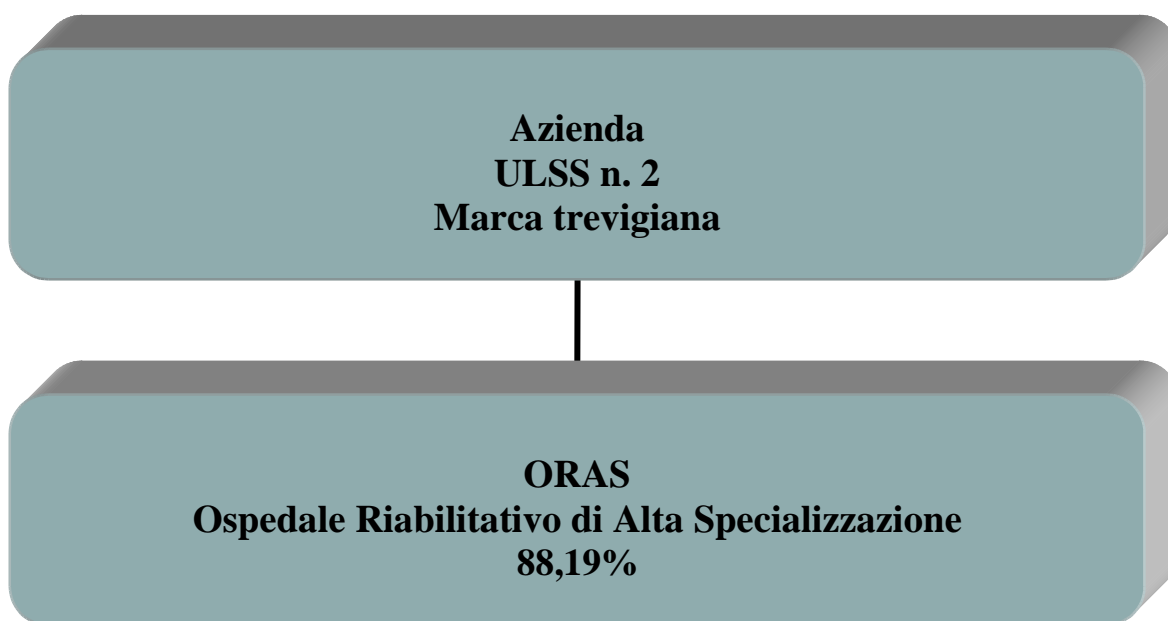 Azienda
ULSS n. 2
Marca trevigiana
ORAS
Ospedale Riabilitativo di Alta Specializzazione
88,19%